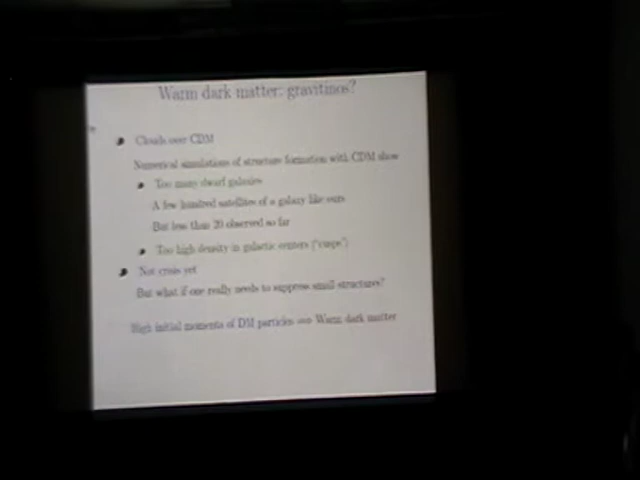 Warm dark matter: gravitinos?
Clouds over CDM
Numerical simulations of structure formation with CDM show
Too many dwarf galaxies
A few hundred satellites of a galaxy like ours
But less than 20 observed so far
Too high density in galactic centers ("cusps")
Not crisis yet
But what if one really needs to suppress small structures?
High initial momenta of DM particles ⟹ Warm dark matter